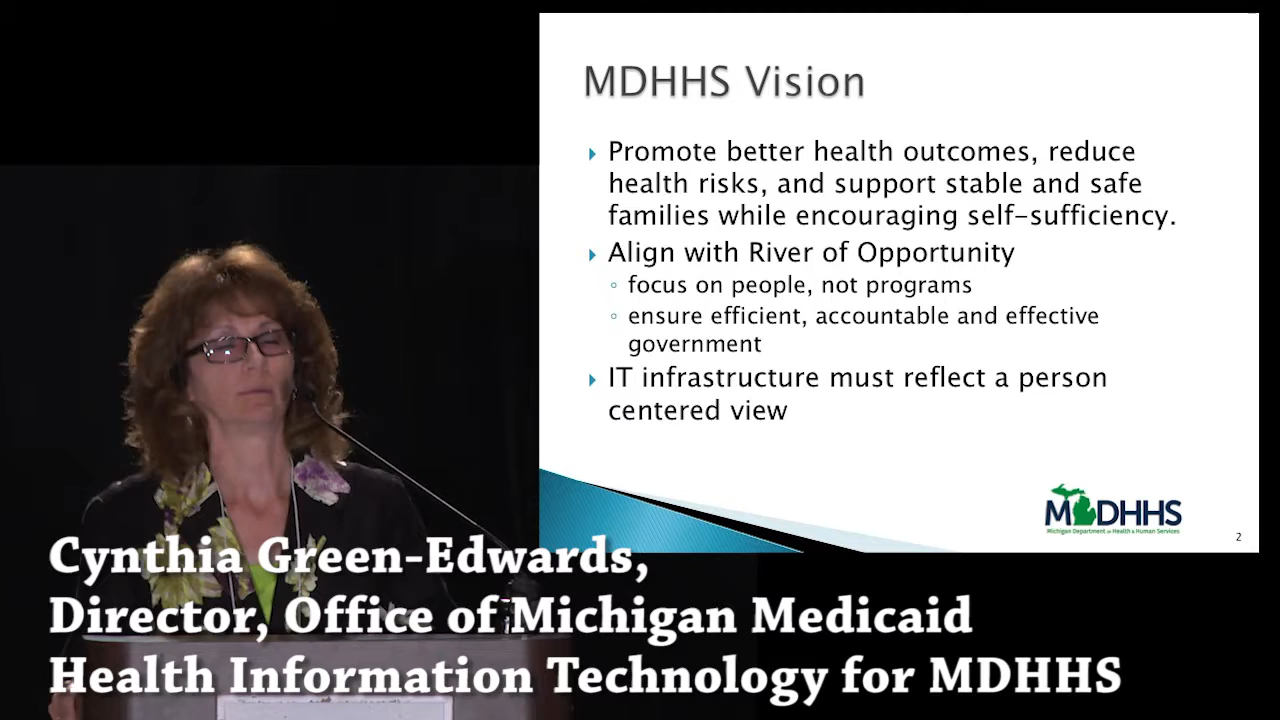 MDHHS Vision
Promote better health outcomes, reduce
health risks, and support stable and safe
families while encouraging self-sufficiency.
Align with River of Opportunity
focus on people, not programs
ensure efficient, accountable and effective
government
IT infrastructure must reflect a person
centered view
MDHHS
Michigan Department of Health & Human Services
2
Cynthia Green-Edwards,
Director, Office of Michigan Medicaid
Health Information Technology for MDHHS